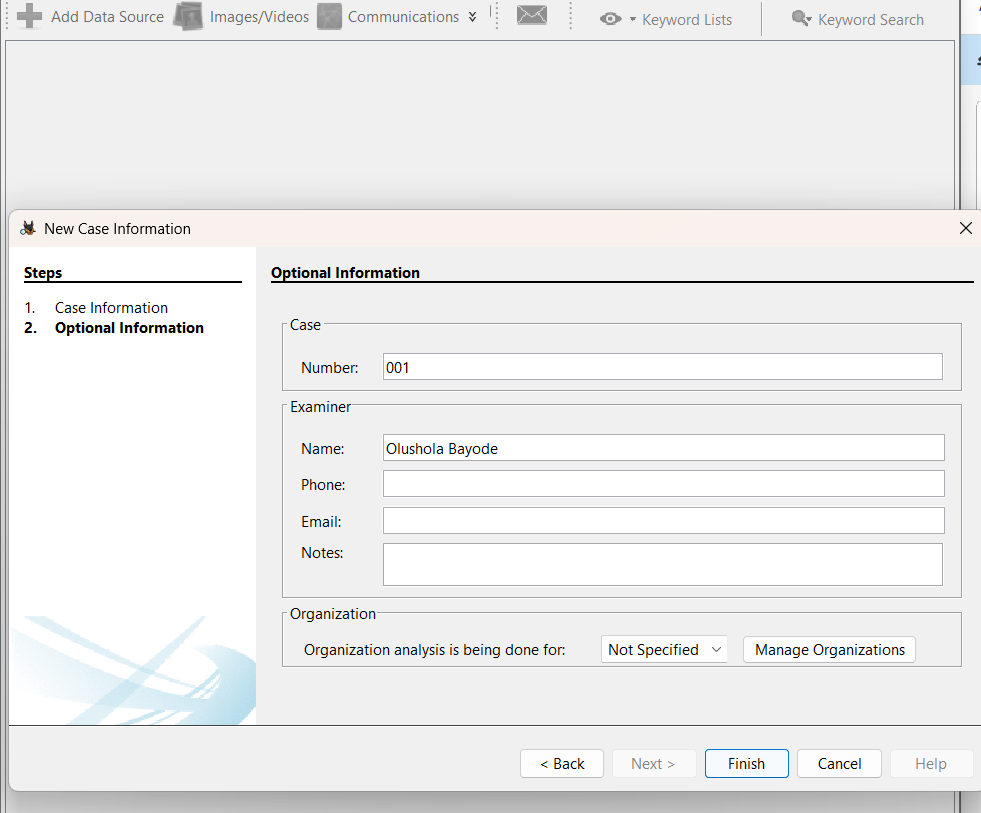 Add Data Source Images/Videos Communications Keyword Lists Keyword Search
New Case Information
Steps
1. Case Information
2. Optional Information
Optional Information
Case
Number: 001
Examiner
Name: Olushola Bayode
Phone:
Email:
Notes:
Organization
Organization analysis is being done for: Not Specified Manage Organizations
< Back Next > Finish Cancel Help